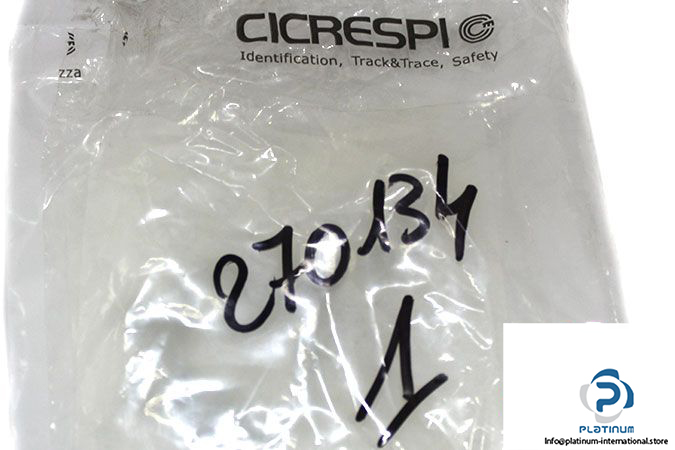 CICRESPI
Identification, Track&Trace, Safety
zza
270134
1
PLATINUM
Info@platinum-international.store